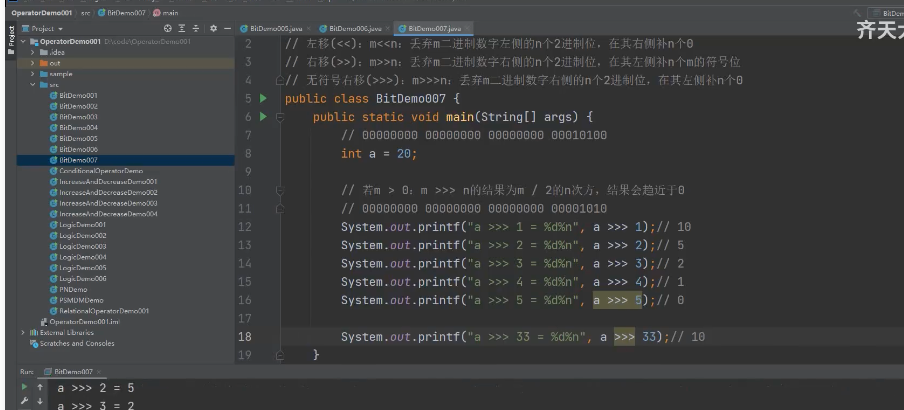 OperatorDemo001 src BitDemo007 main
齐天
Project
OperatorDemo001 D:\code\OperatorDemo001
.idea
out
sample
src
BitDemo001
BitDemo002
BitDemo003
BitDemo004
BitDemo005
BitDemo006
BitDemo007
ConditionalOperatorDemo
IncreaseAndDecreaseDemo001
IncreaseAndDecreaseDemo002
IncreaseAndDecreaseDemo003
IncreaseAndDecreaseDemo004
LogicDemo001
LogicDemo002
LogicDemo003
LogicDemo004
LogicDemo005
LogicDemo006
PNDemo
PSMDMDemo
RelationalOperatorDemo001
OperatorDemo001.iml
External Libraries
Scratches and Consoles
BitDemo005.java BitDemo006.java BitDemo007.java
2 // 左移(<<)：m<<n：丢弃m二进制数字左侧的n个2进制位，在其右侧补n个0
3 // 右移(>>)：m>>n：丢弃m二进制数字右侧的n个2进制位，在其左侧补n个m的符号位
4 // 无符号右移(>>>)：m>>>n：丢弃m二进制数字右侧的n个2进制位，在其左侧补n个0
5 public class BitDemo007 {
6 public static void main(String[] args) {
7 // 00000000 00000000 00000000 00010100
8 int a = 20;
9
10 // 若m > 0：m >>> n的结果为m / 2的n次方，结果会趋近于0
11 // 00000000 00000000 00000000 00001010
12 System.out.printf("a >>> 1 = %d%n", a >>> 1);// 10
13 System.out.printf("a >>> 2 = %d%n", a >>> 2);// 5
14 System.out.printf("a >>> 3 = %d%n", a >>> 3);// 2
15 System.out.printf("a >>> 4 = %d%n", a >>> 4);// 1
16 System.out.printf("a >>> 5 = %d%n", a >>> 5);// 0
17
18 System.out.printf("a >>> 33 = %d%n", a >>> 33);// 10
19 }
Run: BitDemo007
a >>> 2 = 5
a >>> 3 = 2